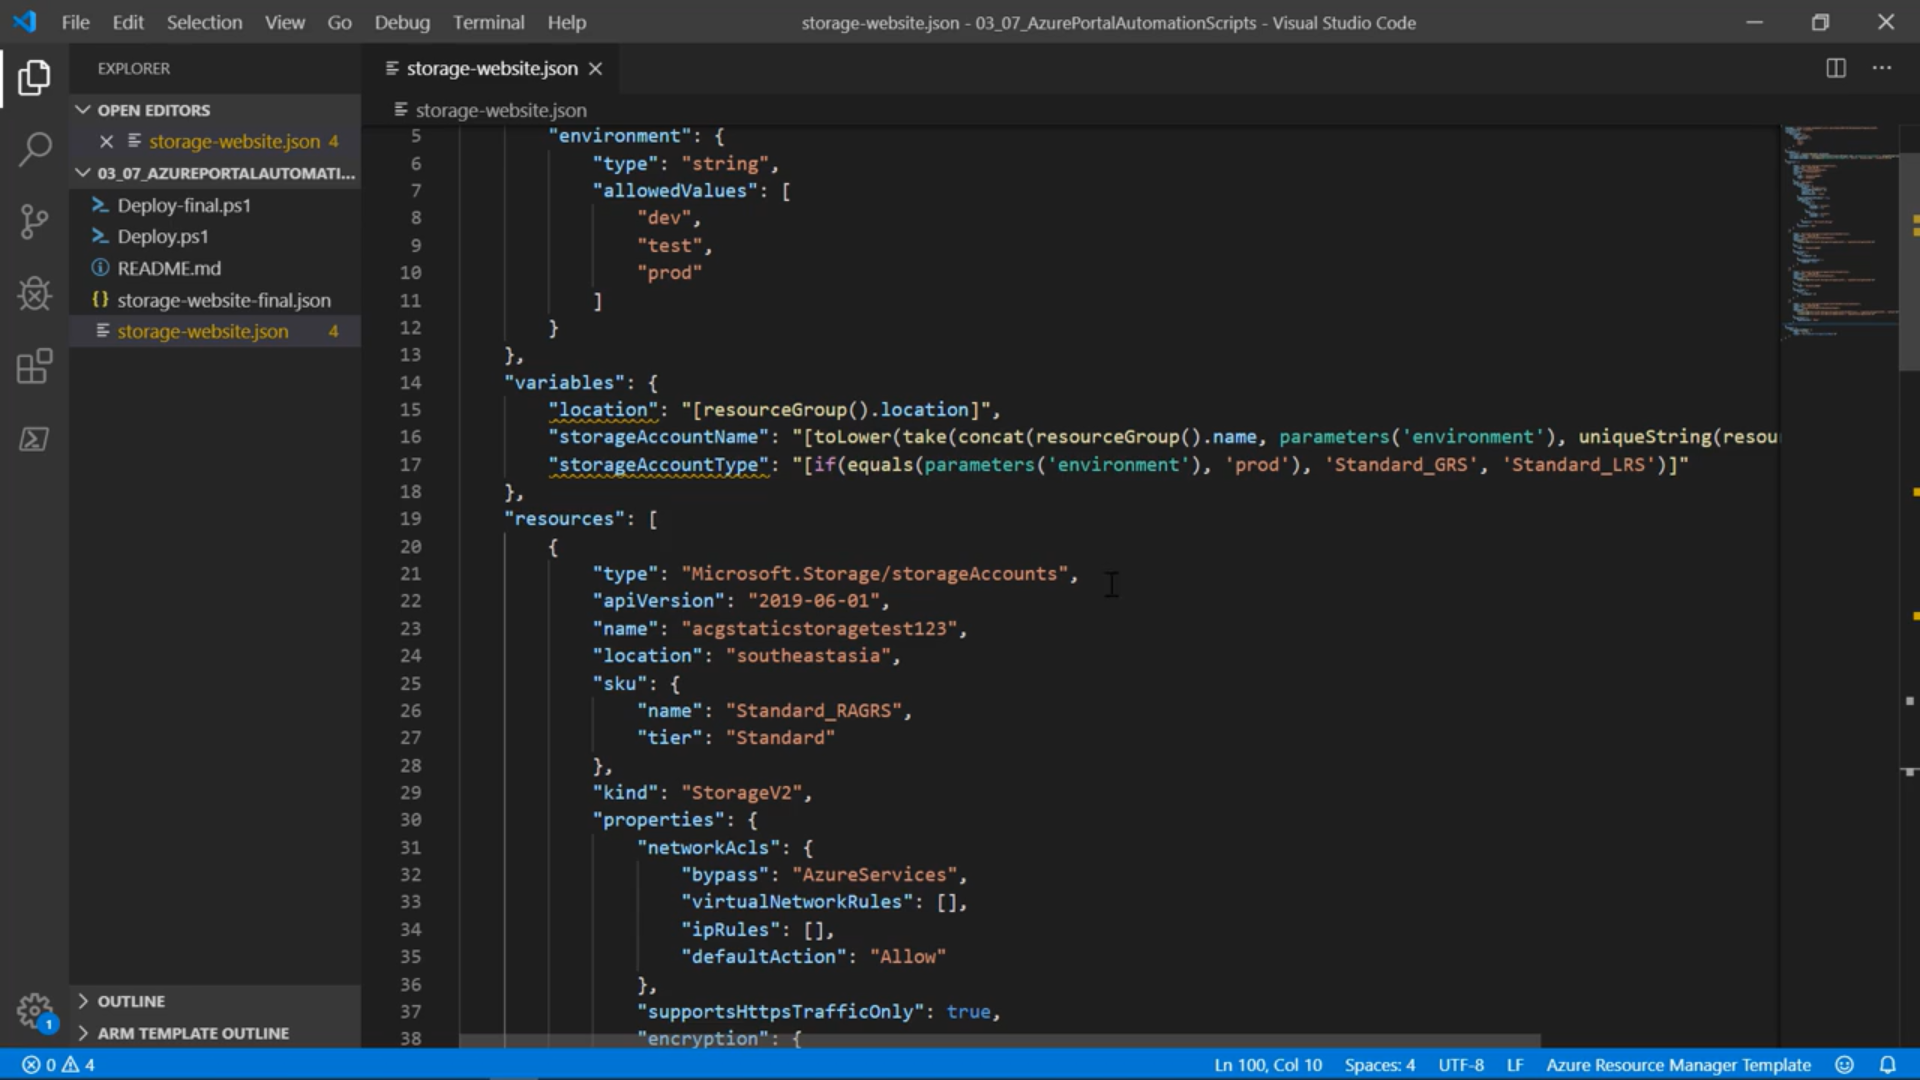 File Edit Selection View Go Debug Terminal Help
storage-website.json - 03_07_AzurePortalAutomationScripts - Visual Studio Code
EXPLORER
OPEN EDITORS
storage-website.json 4
03_07_AZUREPORTALAUTOMATI...
Deploy-final.ps1
Deploy.ps1
README.md
storage-website-final.json
storage-website.json 4
OUTLINE
ARM TEMPLATE OUTLINE
1
storage-website.json
storage-website.json
5 "environment": {
6 "type": "string",
7 "allowedValues": [
8 "dev",
9 "test",
10 "prod"
11 ]
12 }
13 },
14 "variables": {
15 "location": "[resourceGroup().location]",
16 "storageAccountName": "[toLower(take(concat(resourceGroup().name, parameters('environment'), uniqueString(resou
17 "storageAccountType": "[if(equals(parameters('environment'), 'prod'), 'Standard_GRS', 'Standard_LRS')]"
18 },
19 "resources": [
20 {
21 "type": "Microsoft.Storage/storageAccounts",
22 "apiVersion": "2019-06-01",
23 "name": "acgstaticstoragetest123",
24 "location": "southeastasia",
25 "sku": {
26 "name": "Standard_RAGRS",
27 "tier": "Standard"
28 },
29 "kind": "StorageV2",
30 "properties": {
31 "networkAcls": {
32 "bypass": "AzureServices",
33 "virtualNetworkRules": [],
34 "ipRules": [],
35 "defaultAction": "Allow"
36 },
37 "supportsHttpsTrafficOnly": true,
38 "encryption": {
0 4 Ln 100, Col 10 Spaces: 4 UTF-8 LF Azure Resource Manager Template